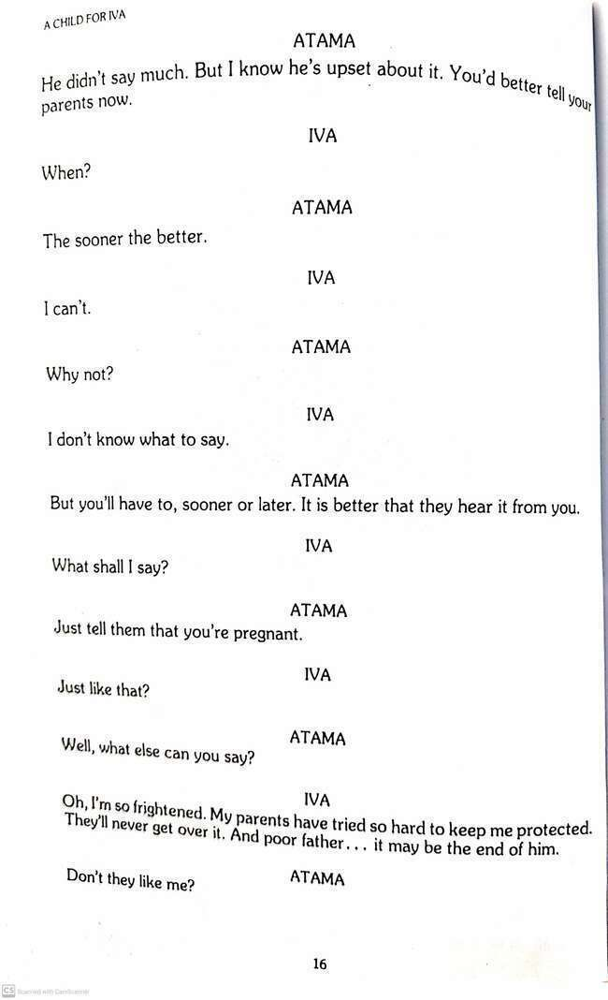 A CHILD FOR IVA
ATAMA
He didn't say much. But I know he's upset about it. You'd better tell your
parents now.
IVA
When?
ATAMA
The sooner the better.
IVA
I can't.
ATAMA
Why not?
IVA
I don't know what to say.
ATAMA
But you'll have to, sooner or later. It is better that they hear it from you.
IVA
What shall I say?
ATAMA
Just tell them that you're pregnant.
IVA
Just like that?
ATAMA
Well, what else can you say?
IVA
Oh, I'm so frightened. My parents have tried so hard to keep me protected.
They'll never get over it. And poor father... it may be the end of him.
ATAMA
Don't they like me?
16
CS Scanned with CamScanner